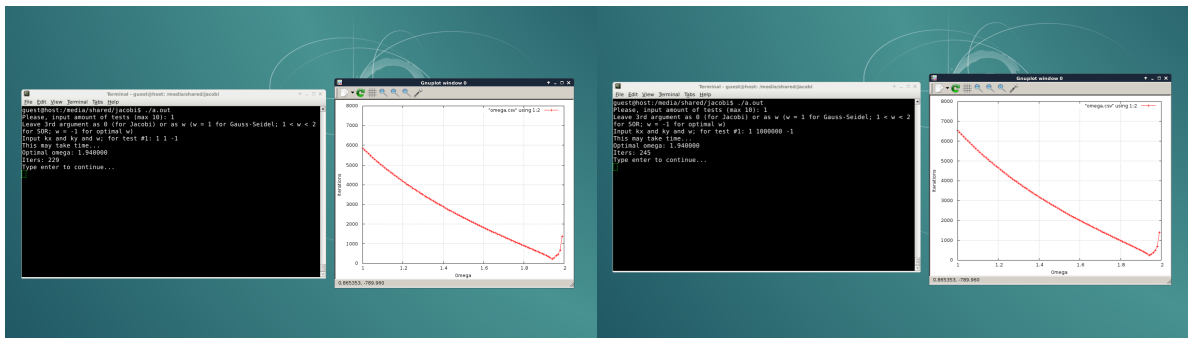 Terminal - guest@host: /media/shared/jacobi
File Edit View Terminal Tabs Help
guest@host:/media/shared/jacobi$ ./a.out
Please, input amount of tests (max 10): 1
Leave 3rd argument as 0 (for Jacobi) or as w (w = 1 for Gauss-Seidel; 1 < w < 2
for SOR; w = -1 for optimal w)
Input kx and ky and w; for test #1: 1 1 -1
This may take time...
Optimal omega: 1.940000
Iters: 229
Type enter to continue...
Gnuplot window 0
"omega.csv" using 1:2
8000
7000
6000
5000
4000
3000
2000
1000
0
Iterations
1 1.2 1.4 1.6 1.8 2
Omega
0.865353, -789.960
Terminal - guest@host: /media/shared/jacobi
File Edit View Terminal Tabs Help
guest@host:/media/shared/jacobi$ ./a.out
Please, input amount of tests (max 10): 1
Leave 3rd argument as 0 (for Jacobi) or as w (w = 1 for Gauss-Seidel; 1 < w < 2
for SOR; w = -1 for optimal w)
Input kx and ky and w; for test #1: 1 1000000 -1
This may take time...
Optimal omega: 1.940000
Iters: 245
Type enter to continue...
Gnuplot window 0
"omega.csv" using 1:2
8000
7000
6000
5000
4000
3000
2000
1000
0
Iterations
1 1.2 1.4 1.6 1.8 2
Omega
0.865353, -789.960